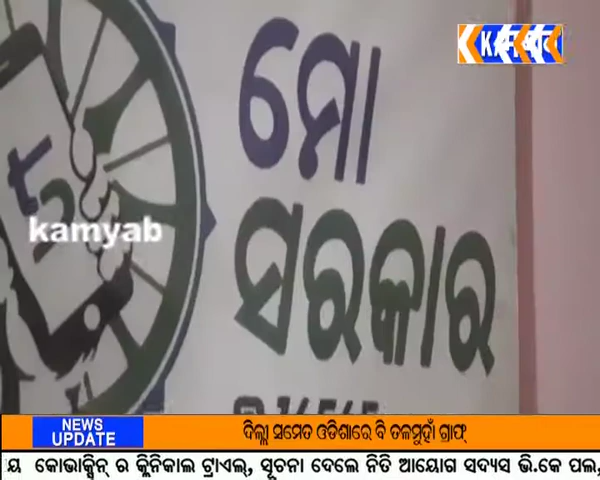 ମୋ
ସରକାର
kamyab
NEWS
UPDATE
ଦିଲ୍ଲୀ ସମେତ ଓଡିଶାରେ ବି ତଳମୁହାଁ ଗ୍ରାଫ୍
ୟ କୋଭାକ୍ସିନ୍ ର କ୍ଲିନିକାଲ ଟ୍ରାଏଲ୍, ସୂଚନା ଦେଲେ ନିତି ଆୟୋଗ ସଦସ୍ୟ ଭି.କେ ପଲ,